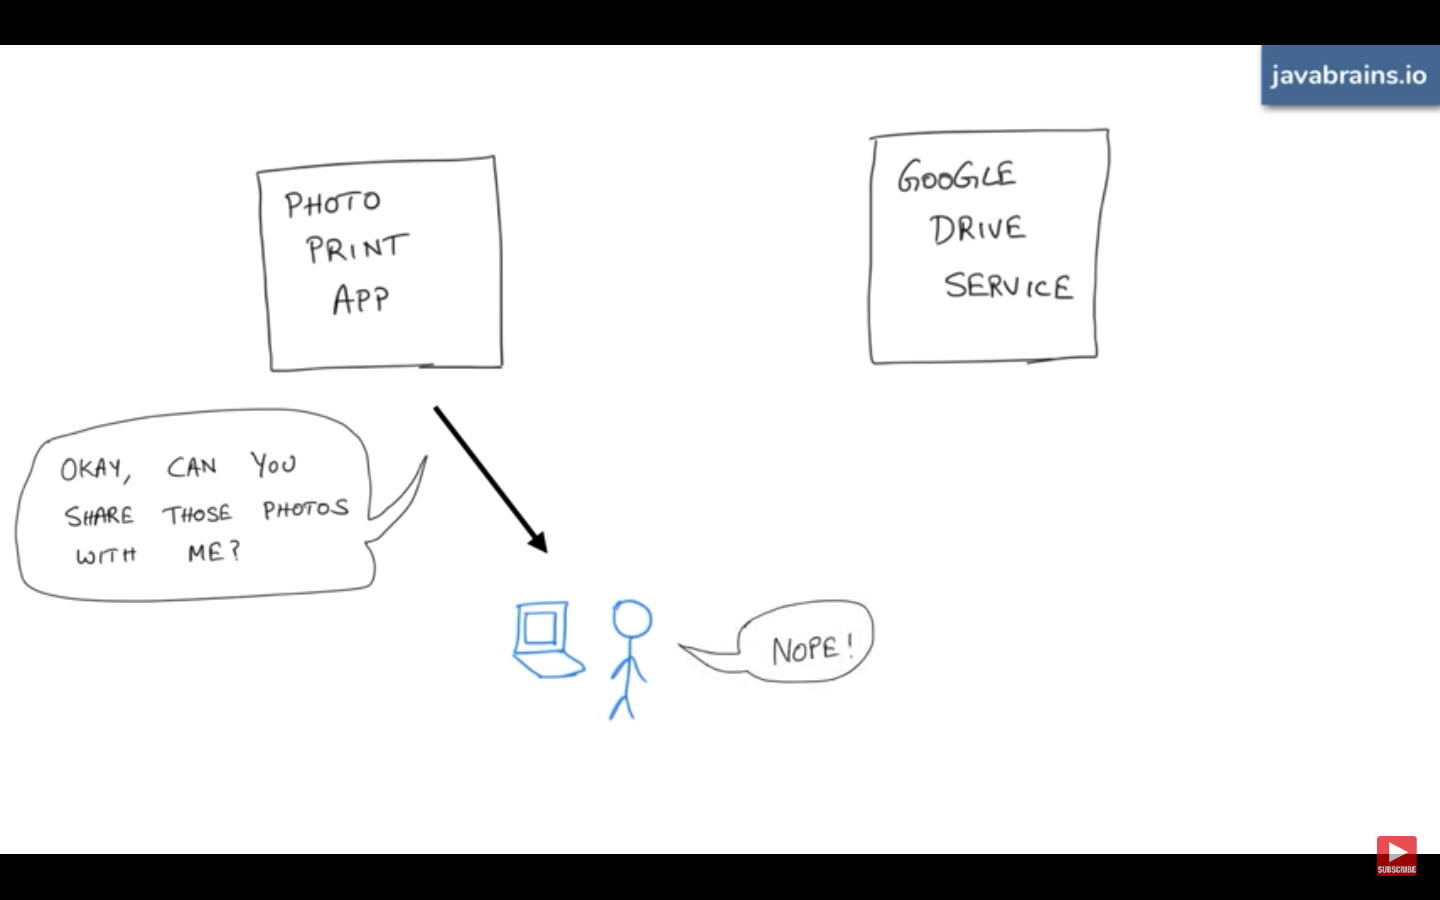 javabrains.io
PHOTO
PRINT
APP
GOOGLE
DRIVE
SERVICE
OKAY, CAN YOU
SHARE THOSE PHOTOS
WITH ME?
NOPE!
SUBSCRIBE